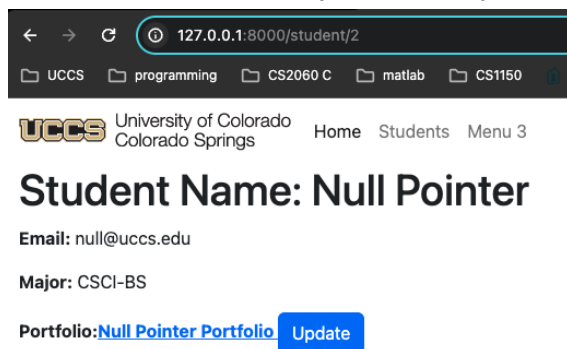 127.0.0.1:8000/student/2
UCCS programming CS2060 C matlab CS1150
UCCS University of Colorado
Colorado Springs
Home Students Menu 3
Student Name: Null Pointer
Email: null@uccs.edu
Major: CSCI-BS
Portfolio:Null Pointer Portfolio Update